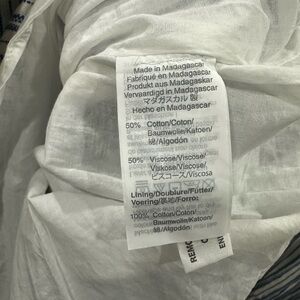 Made in Madagascar
Fabriqué en Madagascar
Produkt aus Madagaskar
Vervaardigd in Madagascar
マダガスカル 製
Hecho en Madagascar
50% Cotton/Coton/
Baumwolle/Katoen/
綿/Algodón
50% Viscose/Viscose/
Viskose/Viscose/
ビスコース/Viscosa
Lining/Doublure/Futter/
Voering/裏地/Forro:
100% Cotton/Coton/
Baumwolle/Katoen/
綿/Algodón